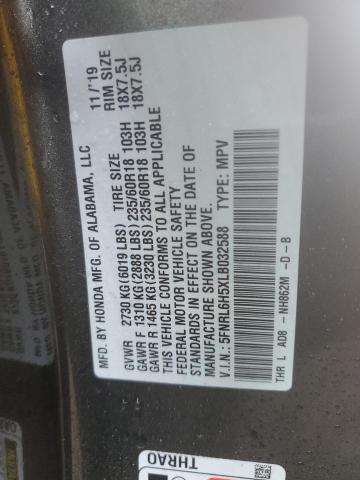 MFD. BY HONDA MFG. OF ALABAMA, LLC 11/'19
GVWR 2730 KG(6019 LBS) TIRE SIZE RIM SIZE
GAWR F 1310 KG(2888 LBS) 235/60R18 103H 18X7.5J
GAWR R 1465 KG(3230 LBS) 235/60R18 103H 18X7.5J
THIS VEHICLE CONFORMS TO ALL APPLICABLE
FEDERAL MOTOR VEHICLE SAFETY
STANDARDS IN EFFECT ON THE DATE OF
MANUFACTURE SHOWN ABOVE.
V.I.N.: 5FNRL6H5XLB032588 TYPE: MPV
THR L AD8 -NH862M -D -B
THRA0